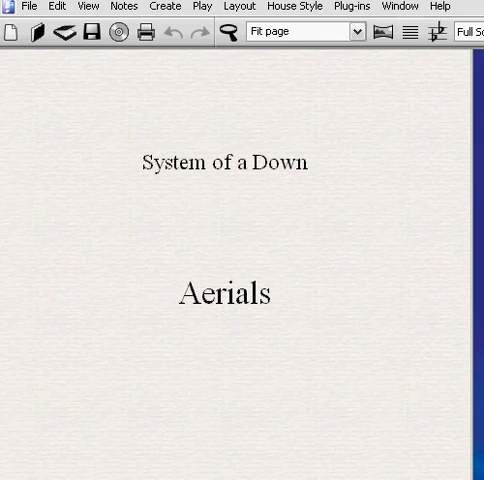 File Edit View Notes Create Play Layout House Style Plug-ins Window Help
Fit page
Full Sc
System of a Down
Aerials